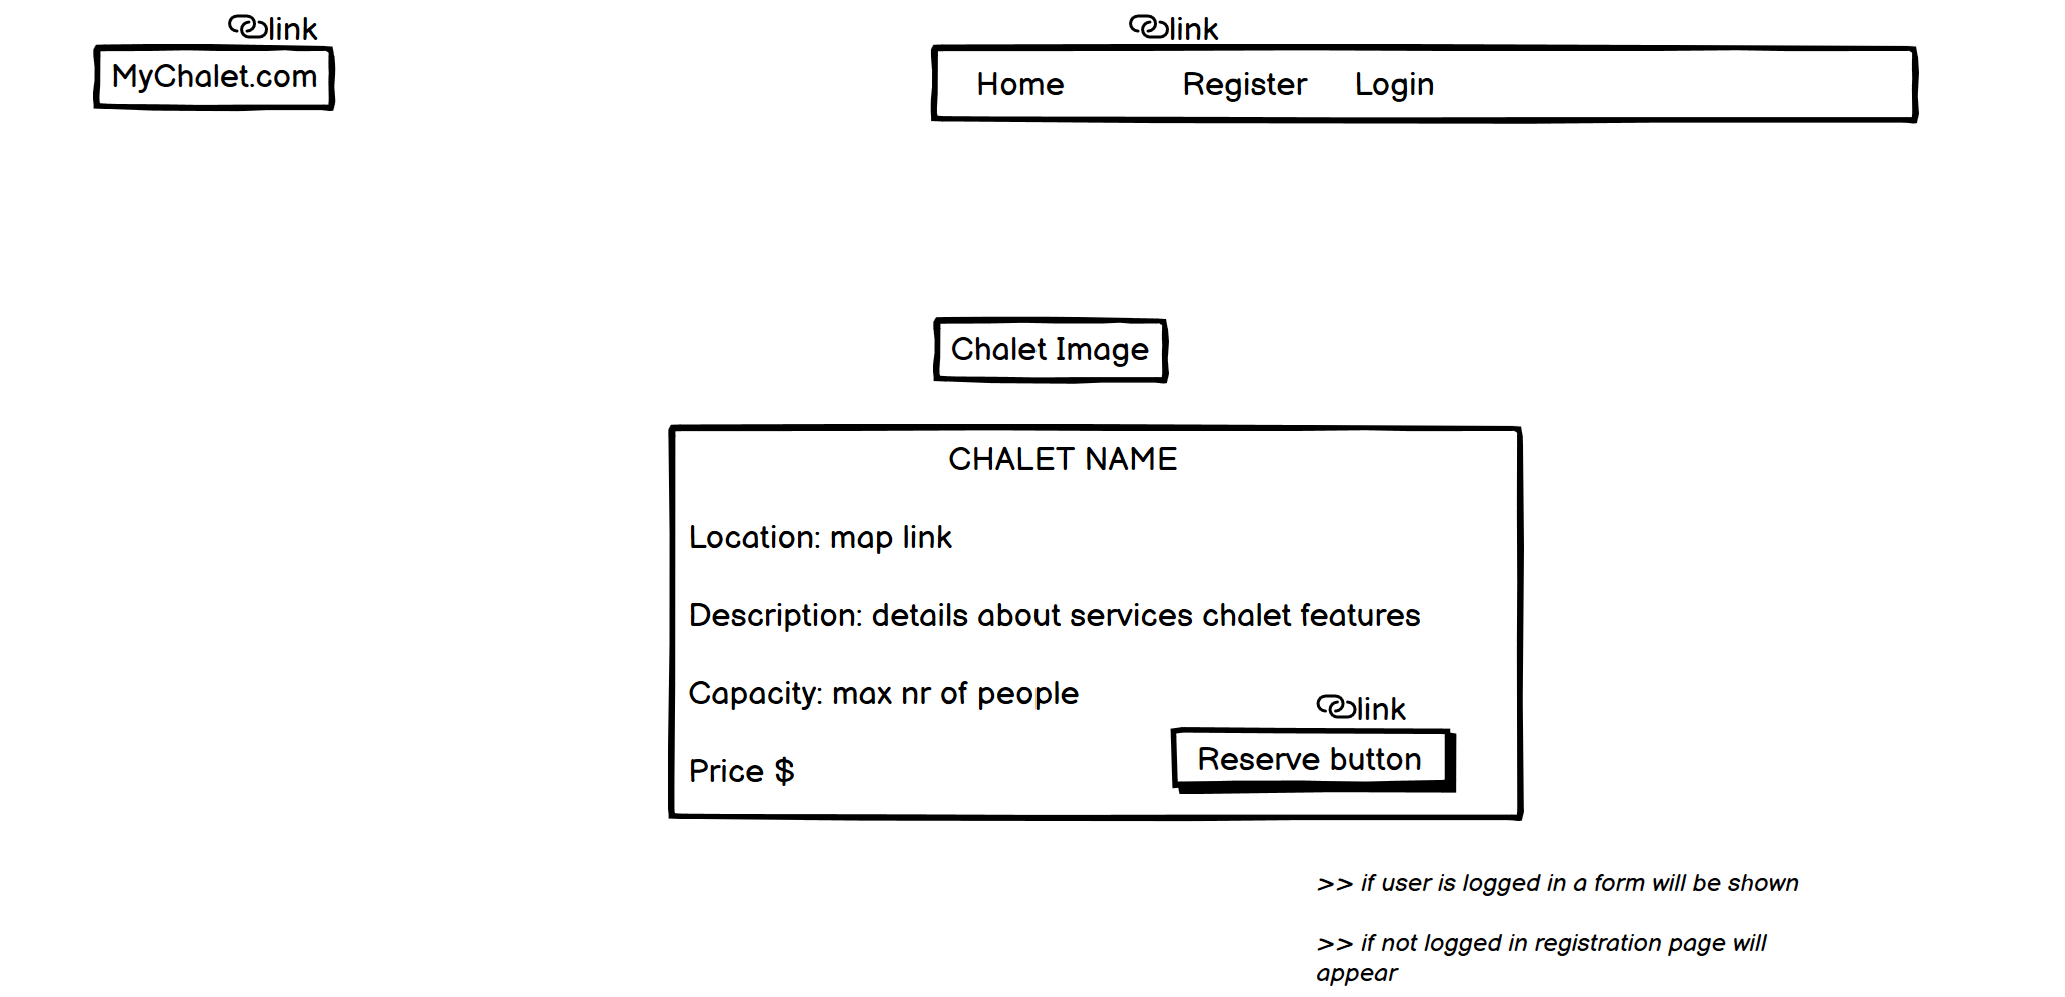 link
MyChalet.com
link
Home Register Login
Chalet Image
CHALET NAME
Location: map link
Description: details about services chalet features
Capacity: max nr of people
link
Reserve button
Price $
>> if user is logged in a form will be shown
>> if not logged in registration page will
appear